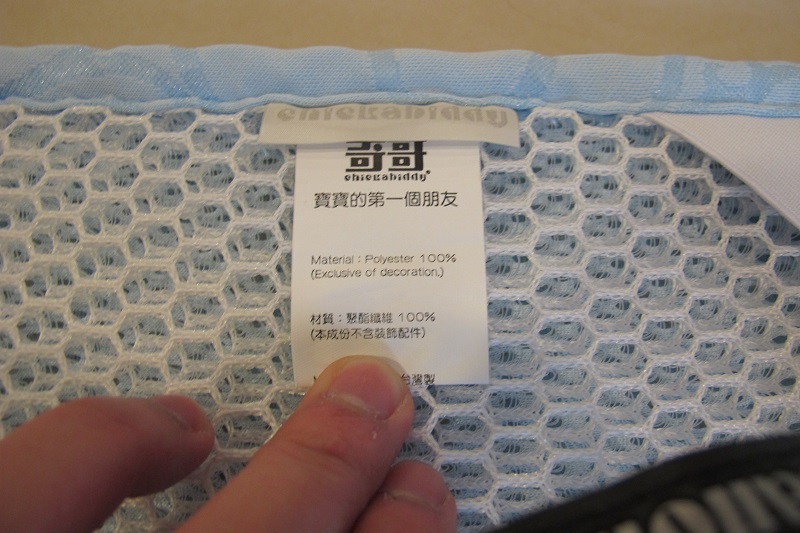 chickabiddy
奇哥
chickabiddy®
寶寶的第一個朋友
Material : Polyester 100%
(Exclusive of decoration.)
材質：聚酯纖維 100%
(本成份不含裝飾配件)
台灣製